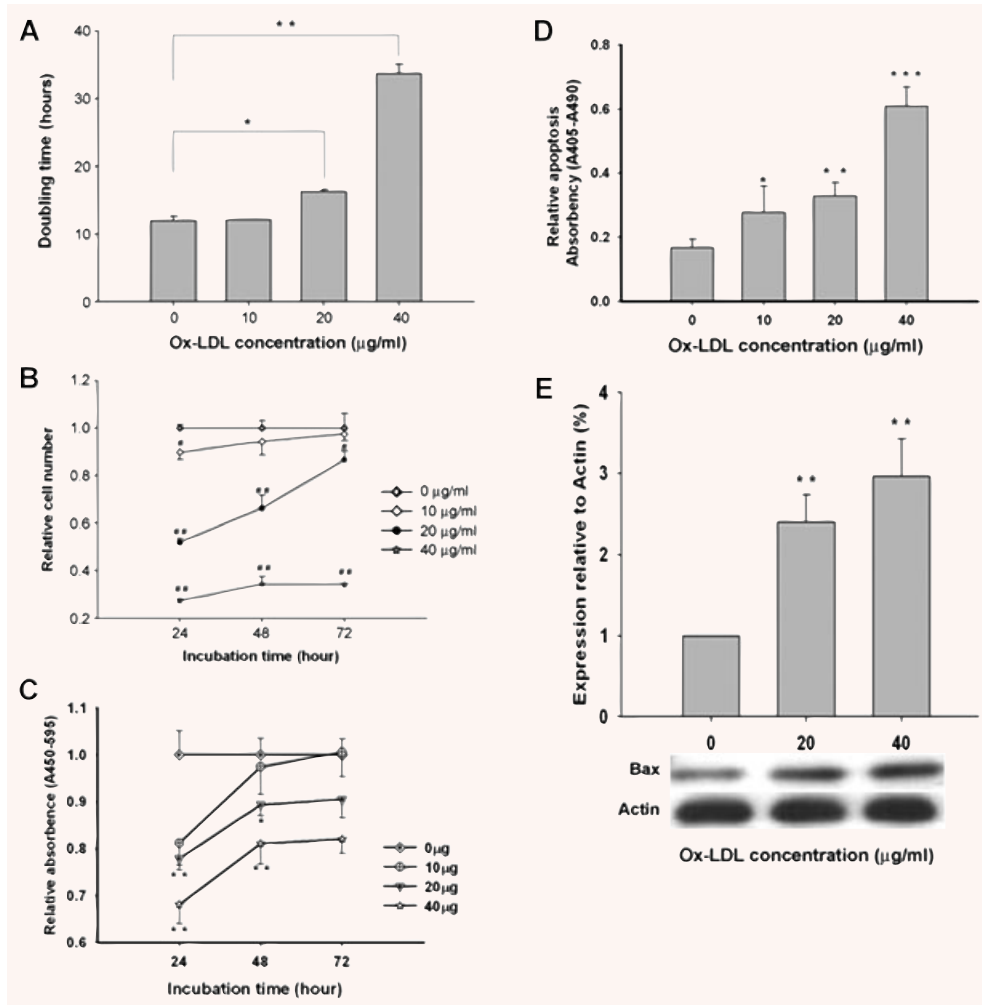 A
* *
40
30
20
10
0
*
Doubling time (hours)
0 10 20 40
Ox-LDL concentration (µg/ml)
B
1.2
1.0
0.8
0.6
0.4
0.2
Relative cell number
#
##
##
#
##
##
##
0 µg/ml
10 µg/ml
20 µg/ml
40 µg/ml
24 48 72
Incubation time (hour)
C
1.1
1.0
0.9
0.8
0.7
0.6
Relative absorbence (A450-595)
* *
*
* *
* *
0µg
10µg
20µg
40µg
24 48 72
Incubation time (hour)
D
0.8
0.6
0.4
0.2
0.0
Relative apoptosis
Absorbency (A405-A490)
*
* *
* * *
0 10 20 40
Ox-LDL concentration (µg/ml)
E
4
3
2
1
0
Expression relative to Actin (%)
* *
* *
0 20 40
Bax
Actin
Ox-LDL concentration (µg/ml)